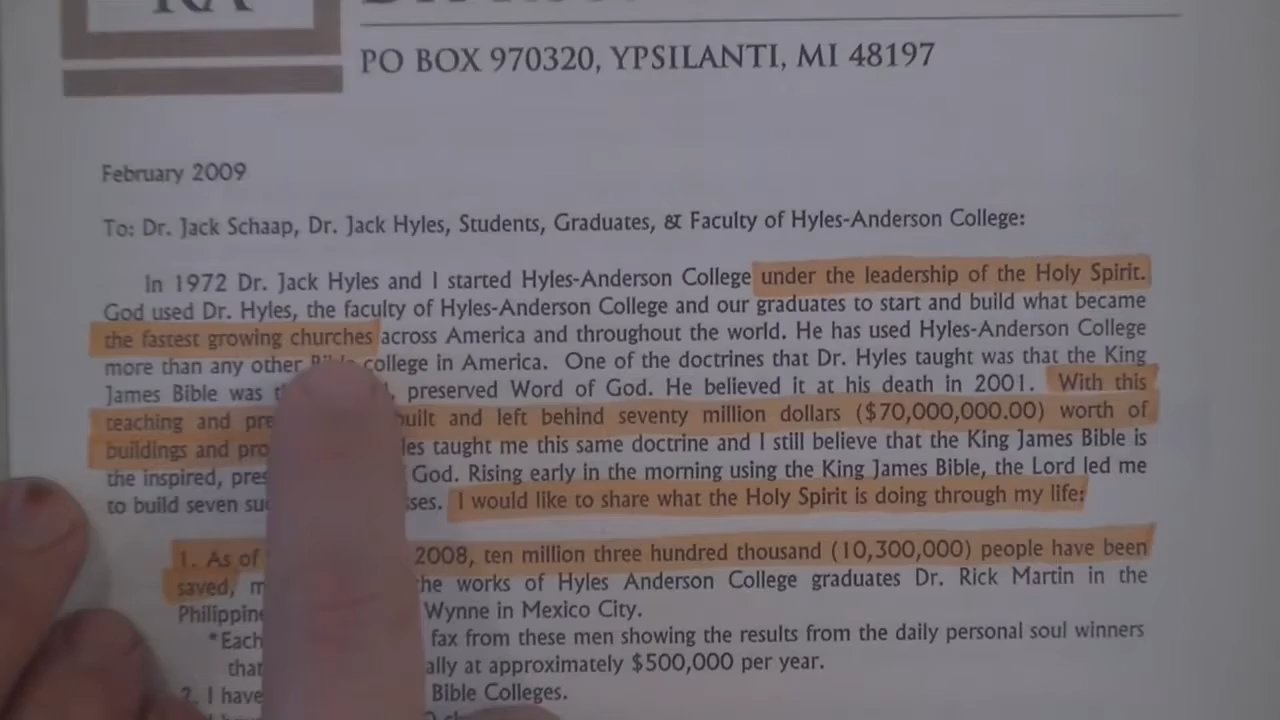 PO BOX 970320, YPSILANTI, MI 48197
February 2009
To: Dr. Jack Schaap, Dr. Jack Hyles, Students, Graduates, & Faculty of Hyles-Anderson College:
In 1972 Dr. Jack Hyles and I started Hyles-Anderson College under the leadership of the Holy Spirit.
God used Dr. Hyles, the faculty of Hyles-Anderson College and our graduates to start and build what became
the fastest growing churches across America and throughout the world. He has used Hyles-Anderson College
more than any other Bible college in America. One of the doctrines that Dr. Hyles taught was that the King
James Bible was preserved Word of God. He believed it at his death in 2001. With this
teaching and built and left behind seventy million dollars ($70,000,000.00) worth of
buildings and taught me this same doctrine and I still believe that the King James Bible is
the inspired, God. Rising early in the morning using the King James Bible, the Lord led me
to build seven I would like to share what the Holy Spirit is doing through my life:
1. As of 2008, ten million three hundred thousand (10,300,000) people have been
saved, the works of Hyles Anderson College graduates Dr. Rick Martin in the
Wynne in Mexico City.
*Each fax from these men showing the results from the daily personal soul winners
that at approximately $500,000 per year.
2. I have Bible Colleges.